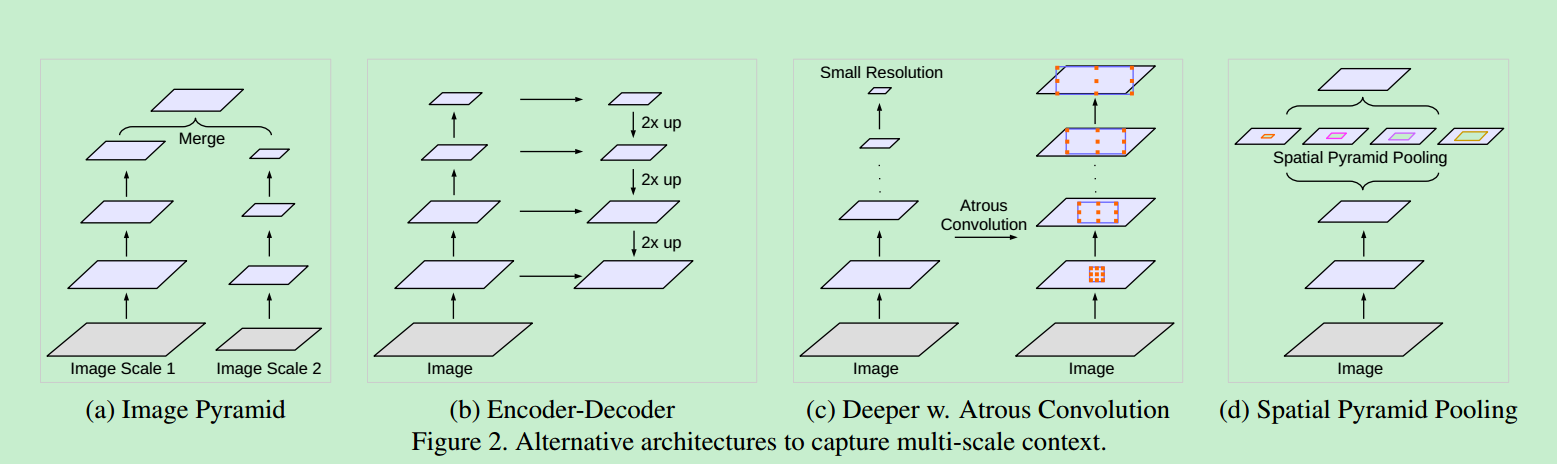 Merge
Image Scale 1
Image Scale 2
(a) Image Pyramid
2x up
2x up
2x up
Image
(b) Encoder-Decoder
Small Resolution
Atrous
Convolution
Image
Image
(c) Deeper w. Atrous Convolution
Spatial Pyramid Pooling
Image
(d) Spatial Pyramid Pooling
Figure 2. Alternative architectures to capture multi-scale context.